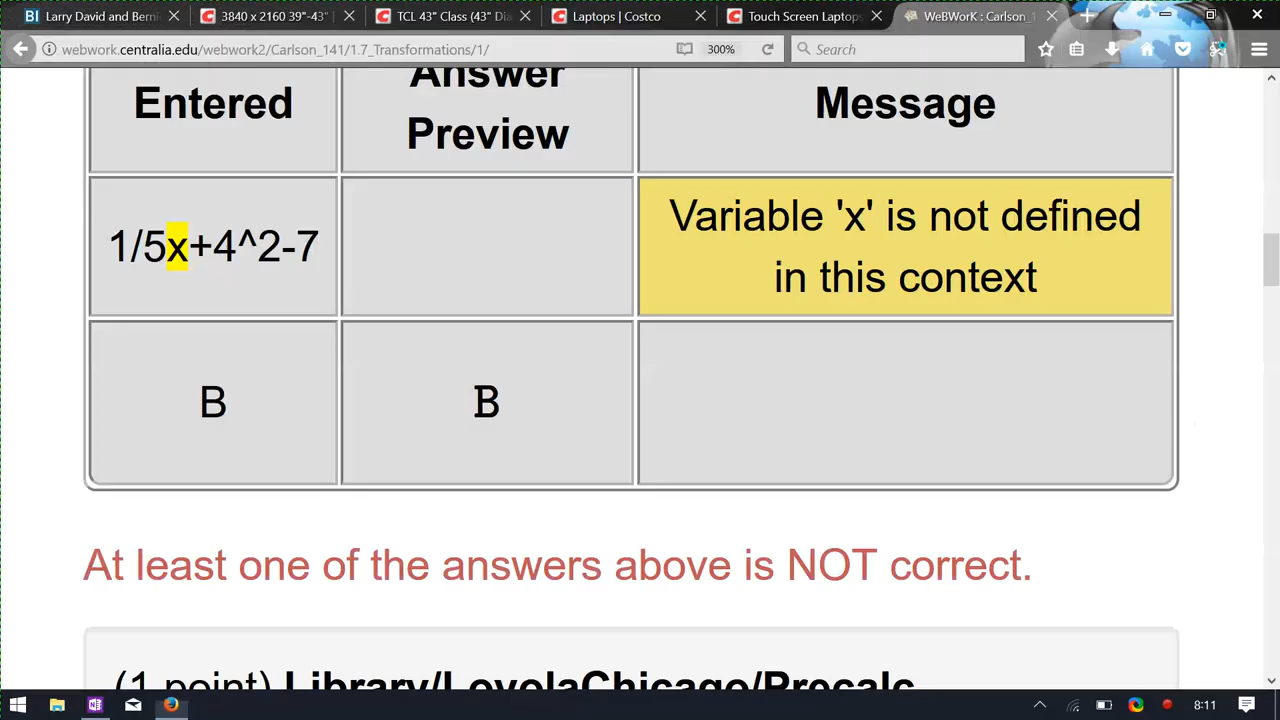 Larry David and Berni
3840 x 2160 39"-43"
TCL 43" Class (43" Dia
Laptops | Costco
Touch Screen Laptops
WeBWorK : Carlson_1
webwork.centralia.edu/webwork2/Carlson_141/1.7_Transformations/1/
300%
Search
Entered
Answer
Preview
Message
1/5x+4^2-7
Variable 'x' is not defined
in this context
B
B
At least one of the answers above is NOT correct.
(1 point) Library/LoyolaChicago/Precalc
8:11